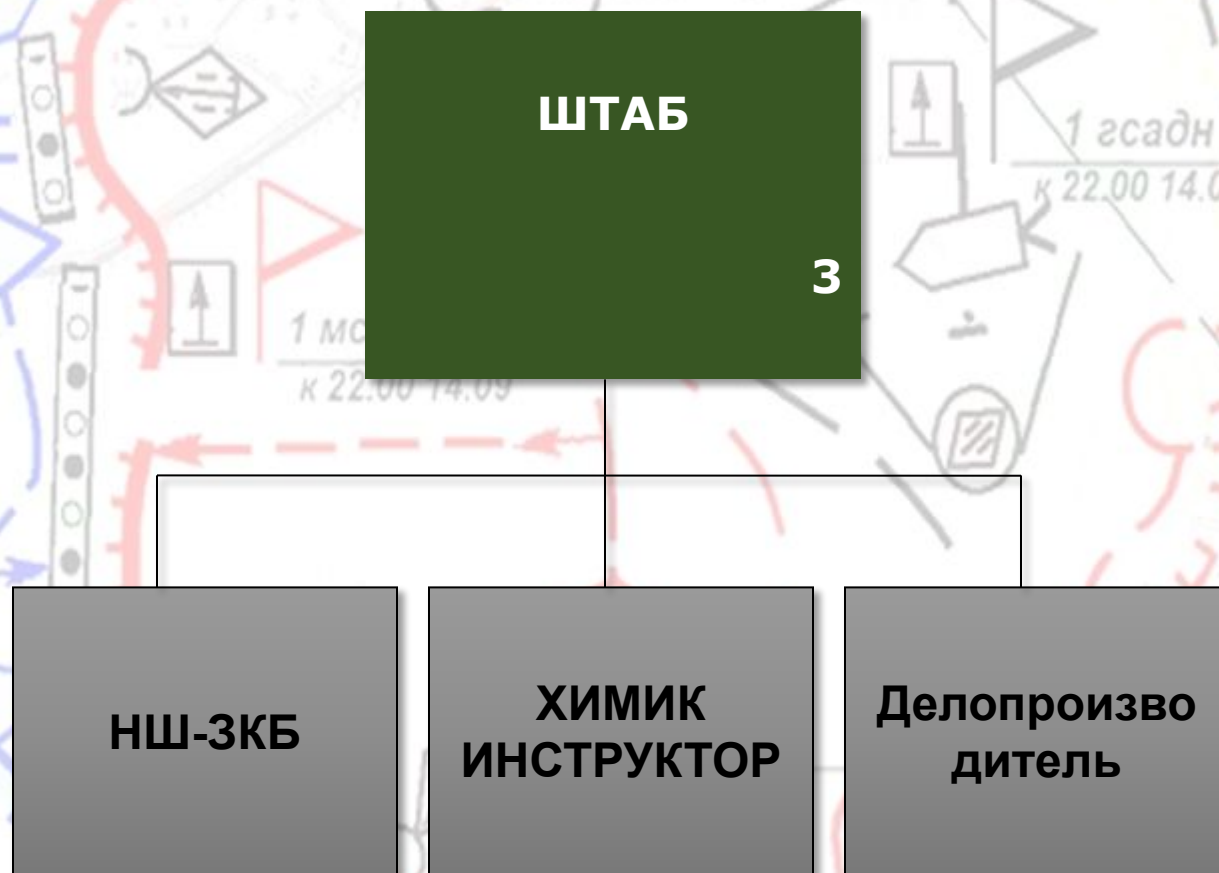 ШТАБ
1 гсадн
к 22.00 14.0
3
1 мс
к 22.00 14.09
НШ-ЗКБ
ХИМИК
ИНСТРУКТОР
Делопроизво
дитель